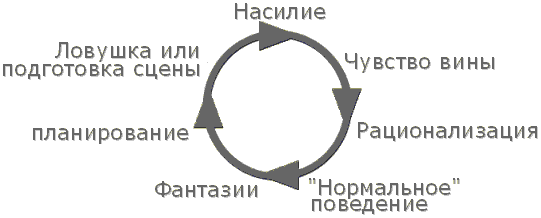 Насилие
Чувство вины
Рационализация
"Нормальное"
поведение
Фантазии
планирование
Ловушка или
подготовка сцены